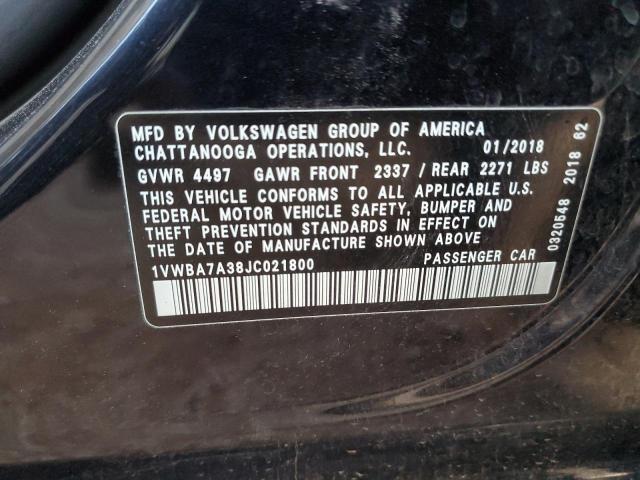 MFD BY VOLKSWAGEN GROUP OF AMERICA
CHATTANOOGA OPERATIONS, LLC. 01/2018
GVWR 4497 GAWR FRONT 2337 / REAR 2271 LBS
THIS VEHICLE CONFORMS TO ALL APPLICABLE U.S.
FEDERAL MOTOR VEHICLE SAFETY, BUMPER AND
THEFT PREVENTION STANDARDS IN EFFECT ON
THE DATE OF MANUFACTURE SHOWN ABOVE
1VWBA7A38JC021800 PASSENGER CAR
0320548 2018 62